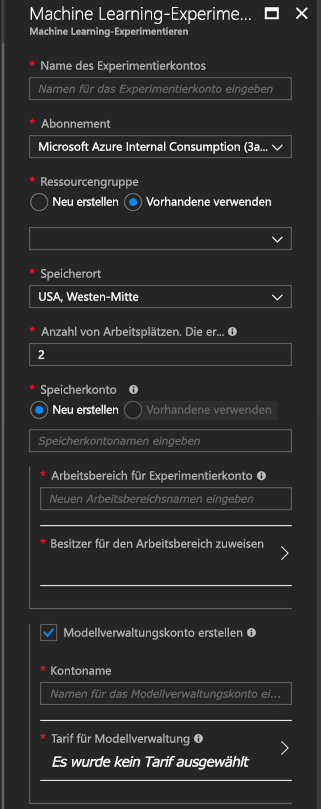 Machine Learning-Experime...
Machine Learning-Experimentieren
* Name des Experimentierkontos
Namen für das Experimentierkonto eingeben
* Abonnement
Microsoft Azure Internal Consumption (3a...
* Ressourcengruppe
Neu erstellen Vorhandene verwenden
* Speicherort
USA, Westen-Mitte
* Anzahl von Arbeitsplätzen. Die er...
2
* Speicherkonto
Neu erstellen Vorhandene verwenden
Speicherkontonamen eingeben
* Arbeitsbereich für Experimentierkonto
Neuen Arbeitsbereichsnamen eingeben
* Besitzer für den Arbeitsbereich zuweisen
Modellverwaltungskonto erstellen
* Kontoname
Namen für das Modellverwaltungskonto ei...
* Tarif für Modellverwaltung
Es wurde kein Tarif ausgewählt